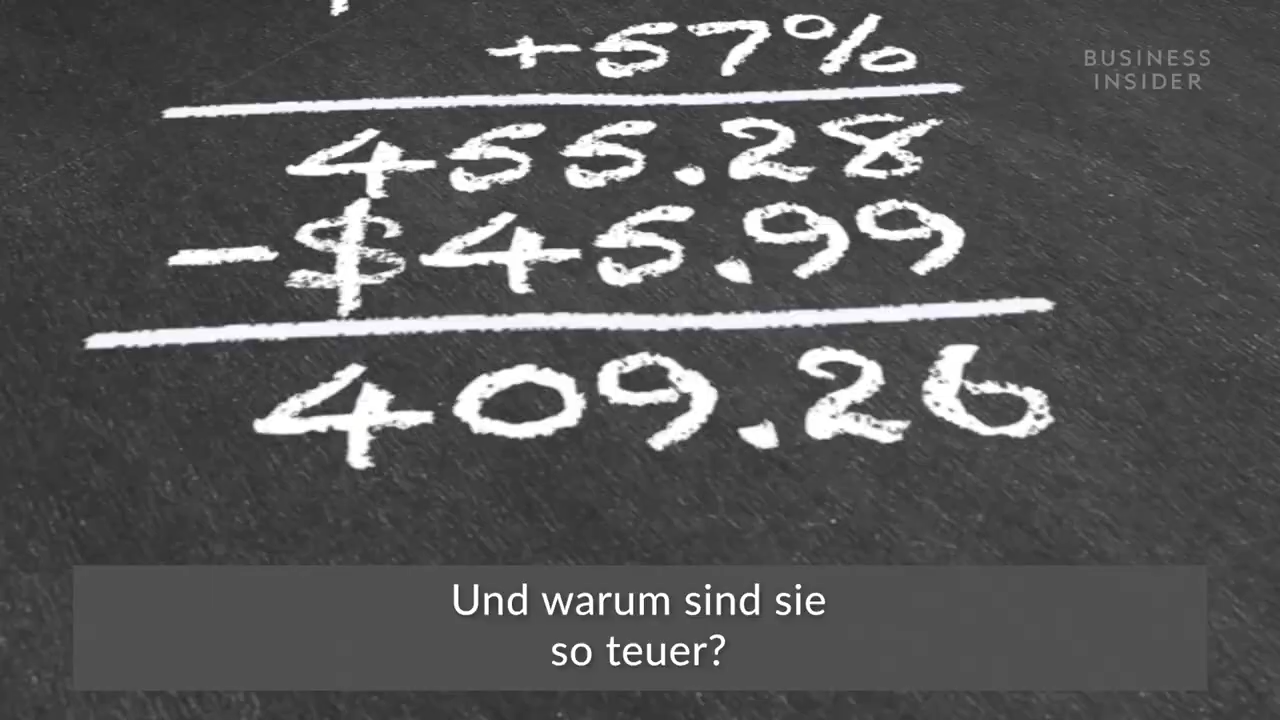 +57%
BUSINESS
INSIDER
455.28
-$45.99
409.26
Und warum sind sie
so teuer?